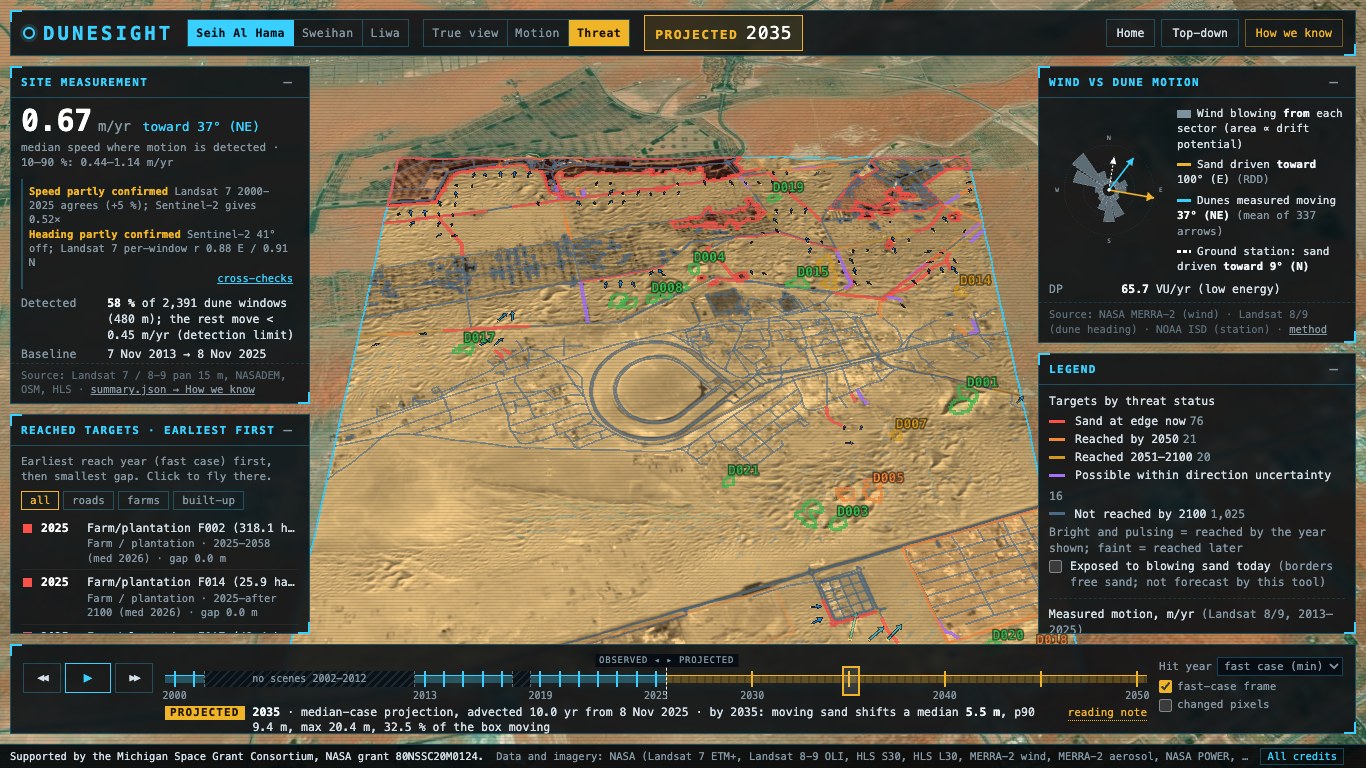 DUNESIGHT
Seih Al Hama
Sweihan
Liwa
True view
Motion
Threat
PROJECTED 2035
Home
Top-down
How we know
SITE MEASUREMENT —
0.67 m/yr toward 37° (NE)
median speed where motion is detected ·
10–90 %: 0.44–1.14 m/yr
Speed partly confirmed Landsat 7 2000–
2025 agrees (+5 %); Sentinel-2 gives
0.52×
Heading partly confirmed Sentinel-2 41°
off; Landsat 7 per-window r 0.88 E / 0.91
N
cross-checks
Detected 58 % of 2,391 dune windows
(480 m); the rest move <
0.45 m/yr (detection limit)
Baseline 7 Nov 2013 → 8 Nov 2025
Source: Landsat 7 / 8–9 pan 15 m, NASADEM,
OSM, HLS · summary.json → How we know
REACHED TARGETS · EARLIEST FIRST —
Earliest reach year (fast case) first,
then smallest gap. Click to fly there.
all
roads
farms
built-up
2025 Farm/plantation F002 (318.1 h…
Farm / plantation · 2025–2058
(med 2026) · gap 0.0 m
2025 Farm/plantation F014 (25.9 ha…
Farm / plantation · 2025–after
2100 (med 2026) · gap 0.0 m
D019
D004
D015
D014
D008
D017
D001
D007
D021
D005
D003
D020
D018
WIND VS DUNE MOTION —
N
W
E
S
Wind blowing from each
sector (area ∝ drift
potential)
Sand driven toward
100° (E) (RDD)
Dunes measured moving
37° (NE) (mean of 337
arrows)
Ground station: sand
driven toward 9° (N)
DP 65.7 VU/yr (low energy)
Source: NASA MERRA-2 (wind) · Landsat 8/9
(dune heading) · NOAA ISD (station) · method
LEGEND —
Targets by threat status
Sand at edge now 76
Reached by 2050 21
Reached 2051–2100 20
Possible within direction uncertainty
16
Not reached by 2100 1,025
Bright and pulsing = reached by the year
shown; faint = reached later
Exposed to blowing sand today (borders
free sand; not forecast by this tool)
Measured motion, m/yr (Landsat 8/9, 2013–
2025)
OBSERVED ◂ ▸ PROJECTED
no scenes 2002–2012
2000
2013
2019
2025
2030
2040
2050
PROJECTED 2035 · median-case projection, advected 10.0 yr from 8 Nov 2025 · by 2035: moving sand shifts a median 5.5 m, p90
9.4 m, max 20.4 m, 32.5 % of the box moving
reading note
Hit year fast case (min)
fast-case frame
changed pixels
Supported by the Michigan Space Grant Consortium, NASA grant 80NSSC20M0124. Data and imagery: NASA (Landsat 7 ETM+, Landsat 8–9 OLI, HLS S30, HLS L30, MERRA-2 wind, MERRA-2 aerosol, NASA POWER, …
All credits